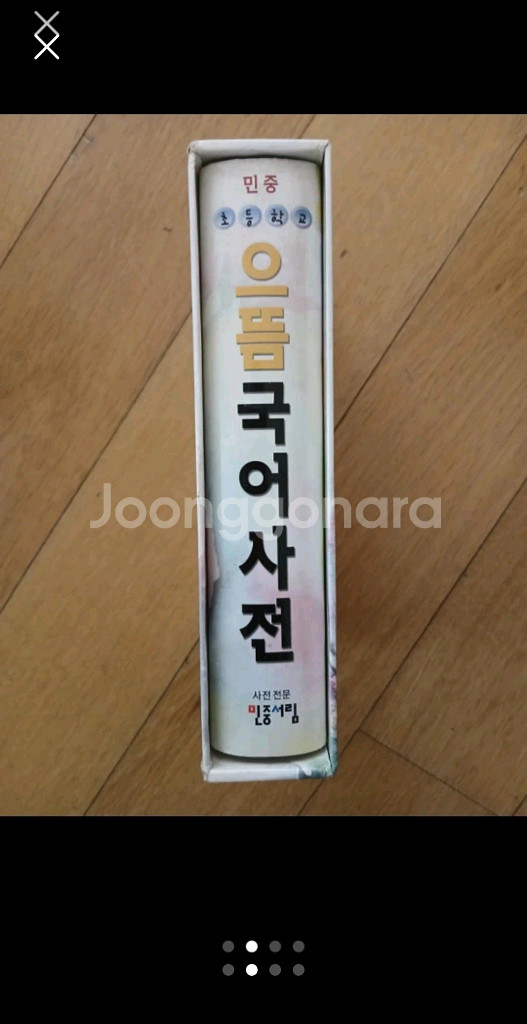 민중
초등학교
으뜸
국어사전
Joongonara
사전 전문
민중서림